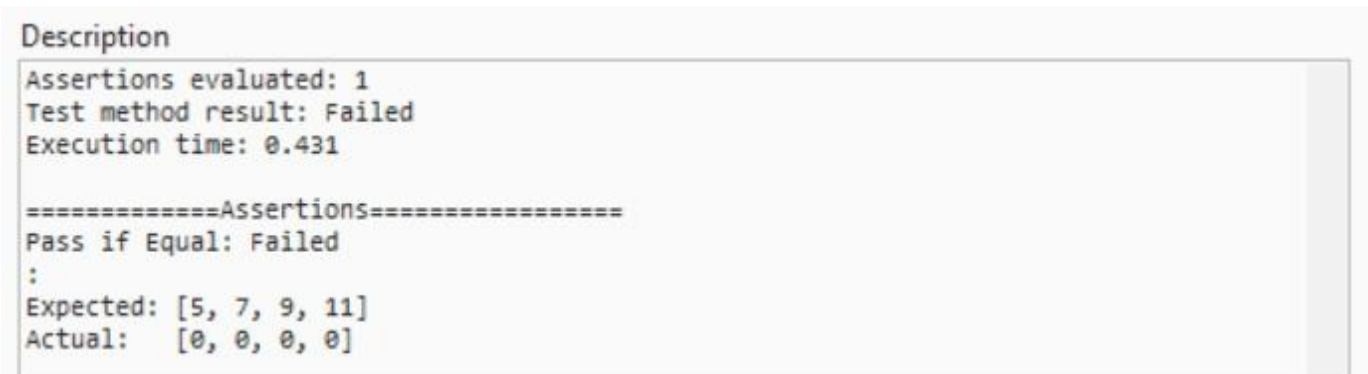 Description
Assertions evaluated: 1
Test method result: Failed
Execution time: 0.431
=============Assertions=================
Pass if Equal: Failed
:
Expected: [5, 7, 9, 11]
Actual:   [0, 0, 0, 0]